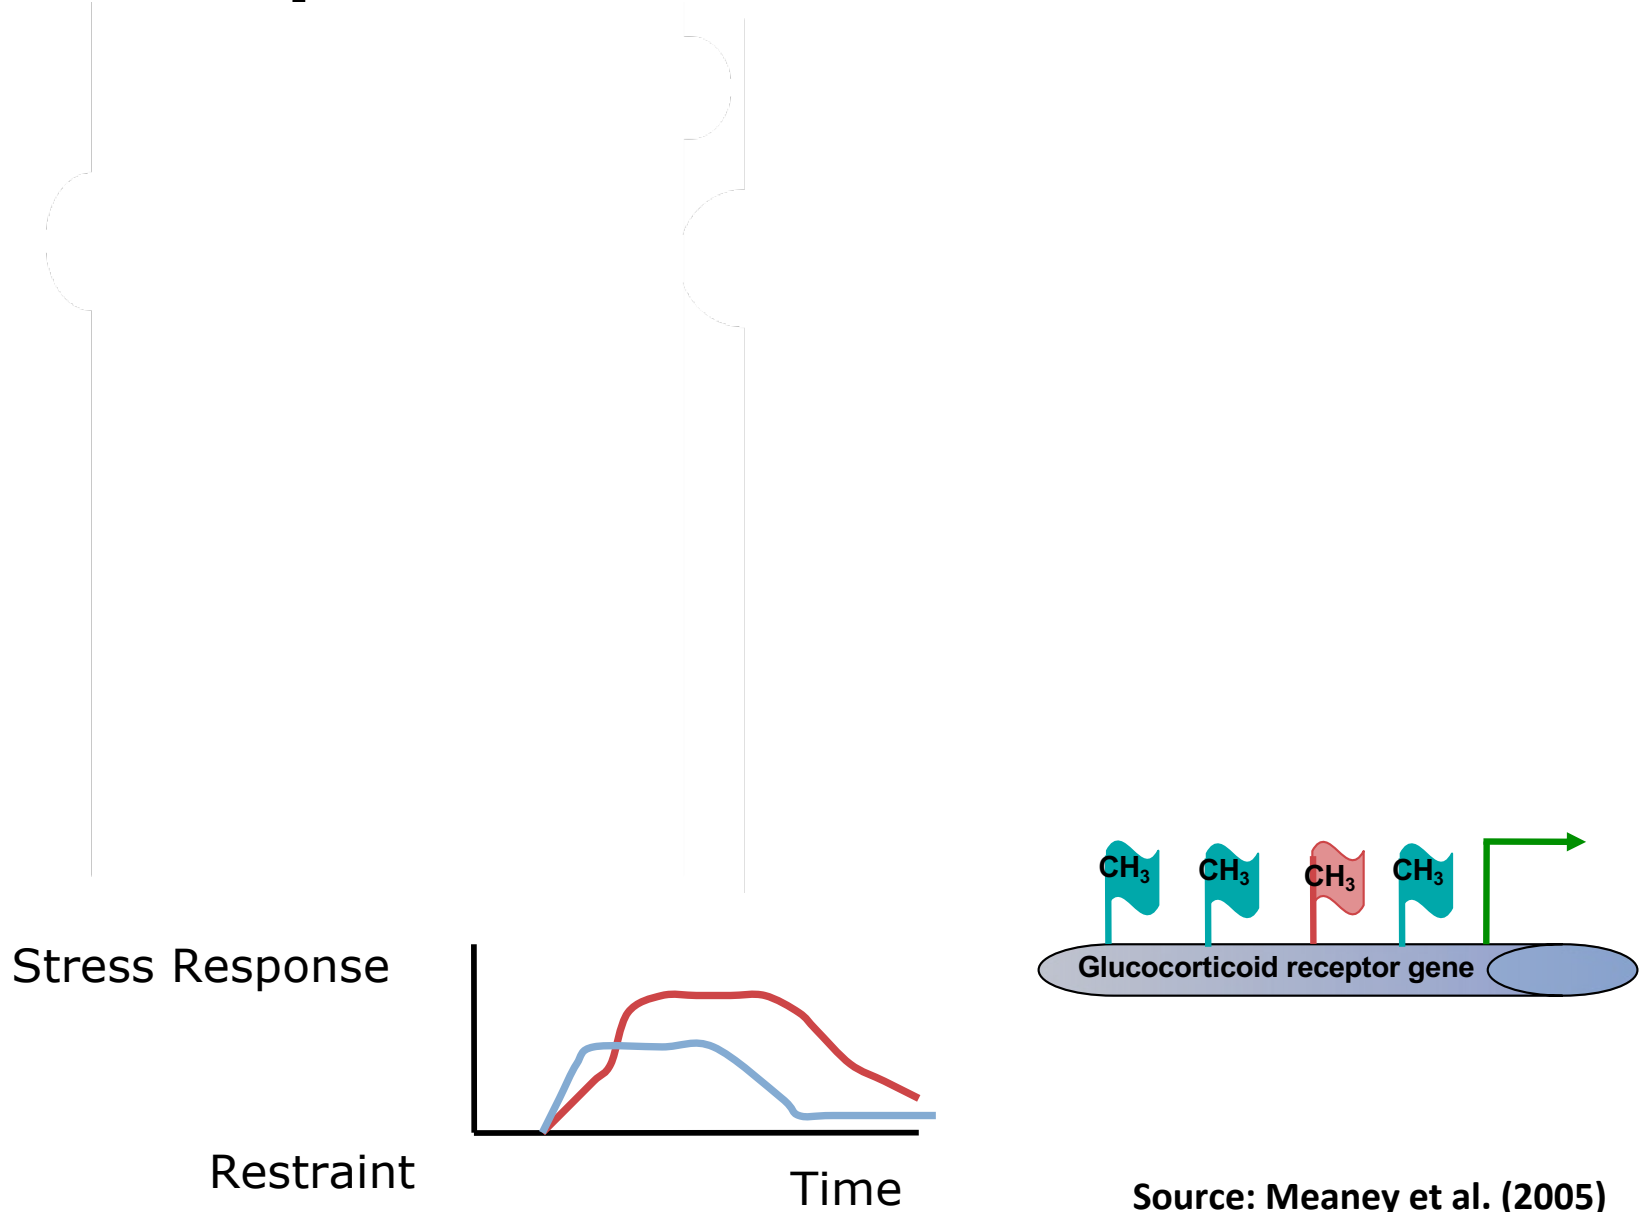 CH₃ CH₃ CH₃ CH₃
Glucocorticoid receptor gene
Stress Response
Restraint
Time
Source: Meaney et al. (2005)